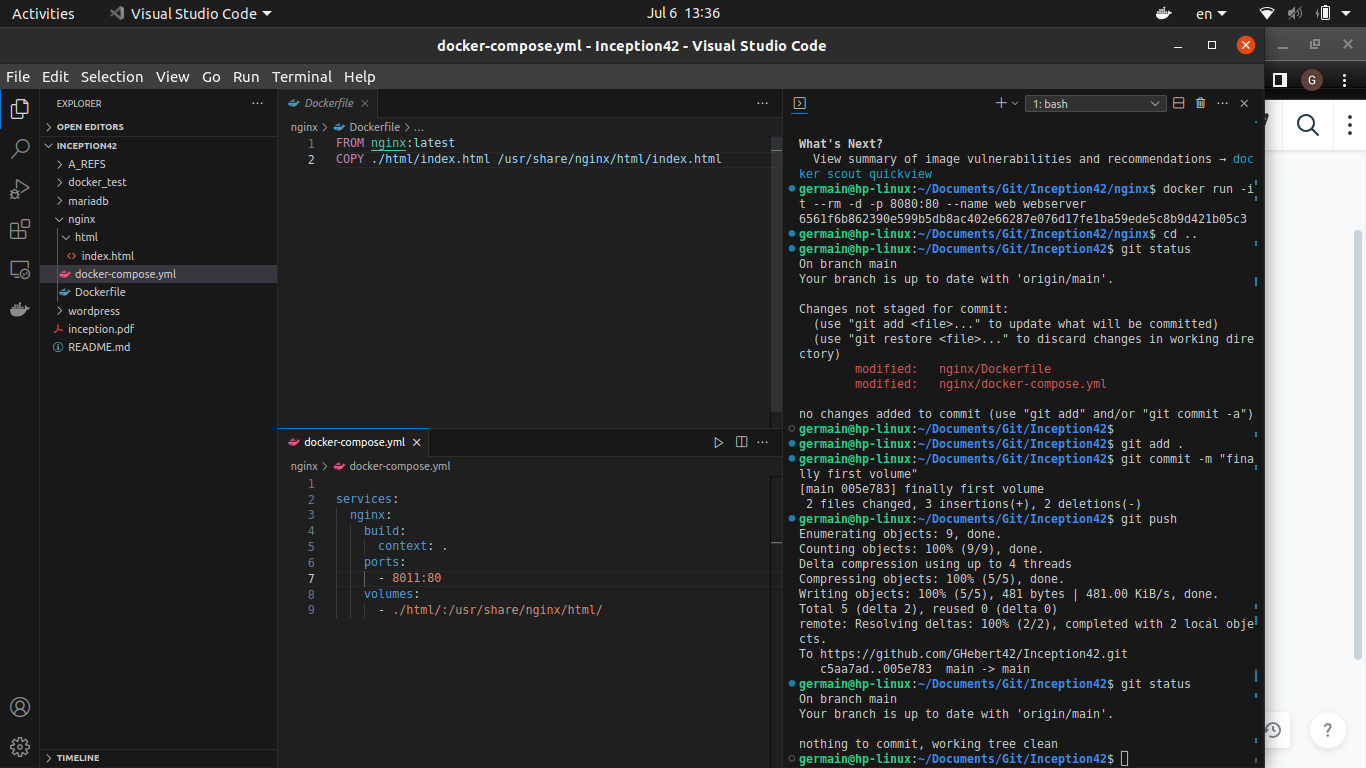 Activities
Visual Studio Code
Jul 6 13:36
en
docker-compose.yml - Inception42 - Visual Studio Code
File Edit Selection View Go Run Terminal Help
G
EXPLORER
OPEN EDITORS
INCEPTION42
A_REFS
docker_test
mariadb
nginx
html
index.html
docker-compose.yml
Dockerfile
wordpress
inception.pdf
README.md
TIMELINE
Dockerfile
nginx > Dockerfile > ...
1 FROM nginx:latest
2 COPY ./html/index.html /usr/share/nginx/html/index.html
docker-compose.yml
nginx > docker-compose.yml
1
2 services:
3 nginx:
4 build:
5 context: .
6 ports:
7 - 8011:80
8 volumes:
9 - ./html/:/usr/share/nginx/html/
1: bash
What's Next?
View summary of image vulnerabilities and recommendations → doc
ker scout quickview
germain@hp-linux:~/Documents/Git/Inception42/nginx$ docker run -i
t --rm -d -p 8080:80 --name web webserver
6561f6b862390e599b5db8ac402e66287e076d17fe1ba59ede5c8b9d421b05c3
germain@hp-linux:~/Documents/Git/Inception42/nginx$ cd ..
germain@hp-linux:~/Documents/Git/Inception42$ git status
On branch main
Your branch is up to date with 'origin/main'.
Changes not staged for commit:
(use "git add <file>..." to update what will be committed)
(use "git restore <file>..." to discard changes in working dire
ctory)
modified: nginx/Dockerfile
modified: nginx/docker-compose.yml
no changes added to commit (use "git add" and/or "git commit -a")
germain@hp-linux:~/Documents/Git/Inception42$
germain@hp-linux:~/Documents/Git/Inception42$ git add .
germain@hp-linux:~/Documents/Git/Inception42$ git commit -m "fina
lly first volume"
[main 005e783] finally first volume
2 files changed, 3 insertions(+), 2 deletions(-)
germain@hp-linux:~/Documents/Git/Inception42$ git push
Enumerating objects: 9, done.
Counting objects: 100% (9/9), done.
Delta compression using up to 4 threads
Compressing objects: 100% (5/5), done.
Writing objects: 100% (5/5), 481 bytes | 481.00 KiB/s, done.
Total 5 (delta 2), reused 0 (delta 0)
remote: Resolving deltas: 100% (2/2), completed with 2 local obje
cts.
To https://github.com/GHebert42/Inception42.git
c5aa7ad..005e783 main -> main
germain@hp-linux:~/Documents/Git/Inception42$ git status
On branch main
Your branch is up to date with 'origin/main'.
nothing to commit, working tree clean
germain@hp-linux:~/Documents/Git/Inception42$
?